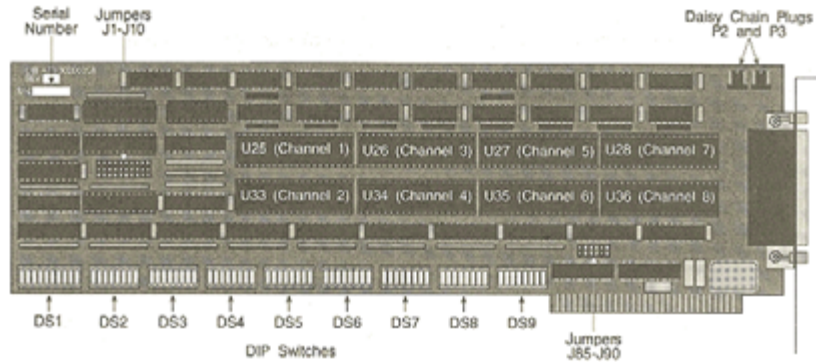 Serial
Number
Jumpers
J1-J10
Daisy Chain Plugs
P2 and P3
U25 (Channel 1)
U26 (Channel 3)
U27 (Channel 5)
U28 (Channel 7)
U33 (Channel 2)
U34 (Channel 4)
U35 (Channel 6)
U36 (Channel 8)
DS1
DS2
DS3
DS4
DS5
DS6
DS7
DS8
DS9
DIP Switches
Jumpers
J85-J90